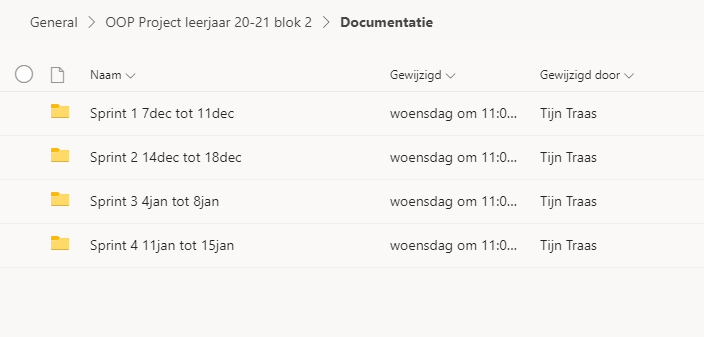 General > OOP Project leerjaar 20-21 blok 2 > Documentatie
Naam Gewijzigd Gewijzigd door
Sprint 1 7dec tot 11dec woensdag om 11:0... Tijn Traas
Sprint 2 14dec tot 18dec woensdag om 11:0... Tijn Traas
Sprint 3 4jan tot 8jan woensdag om 11:0... Tijn Traas
Sprint 4 11jan tot 15jan woensdag om 11:0... Tijn Traas